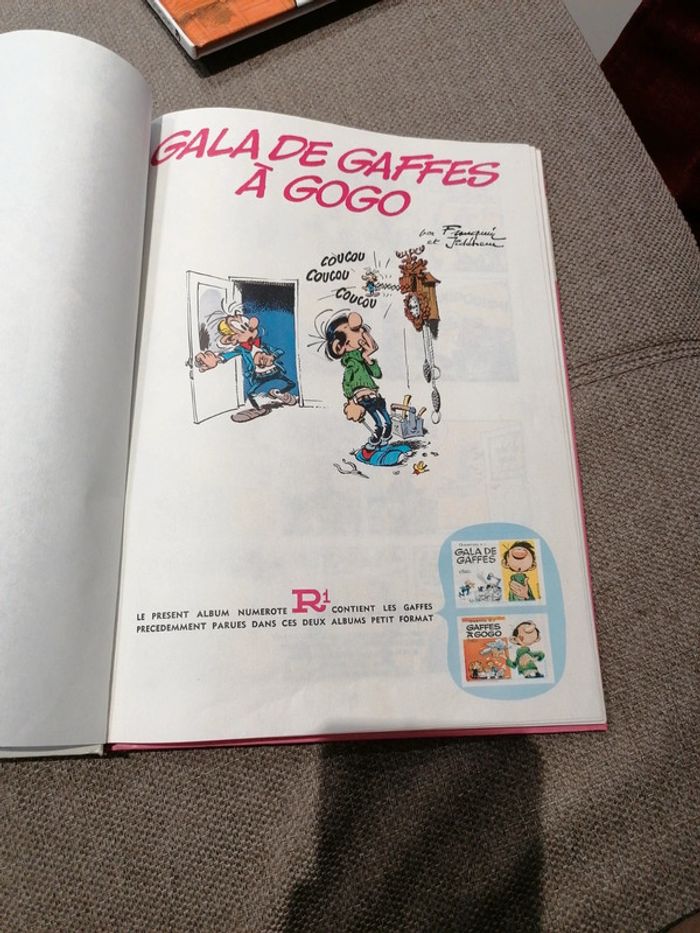 GALA DE GAFFES
À GOGO
par Franquin
et Jidéhem
COUCOU
COUCOU
COUCOU
LE PRESENT ALBUM NUMEROTE R1 CONTIENT LES GAFFES
PRECEDEMMENT PARUES DANS CES DEUX ALBUMS PETIT FORMAT
GALA DE
GAFFES
GAFFES
À GOGO